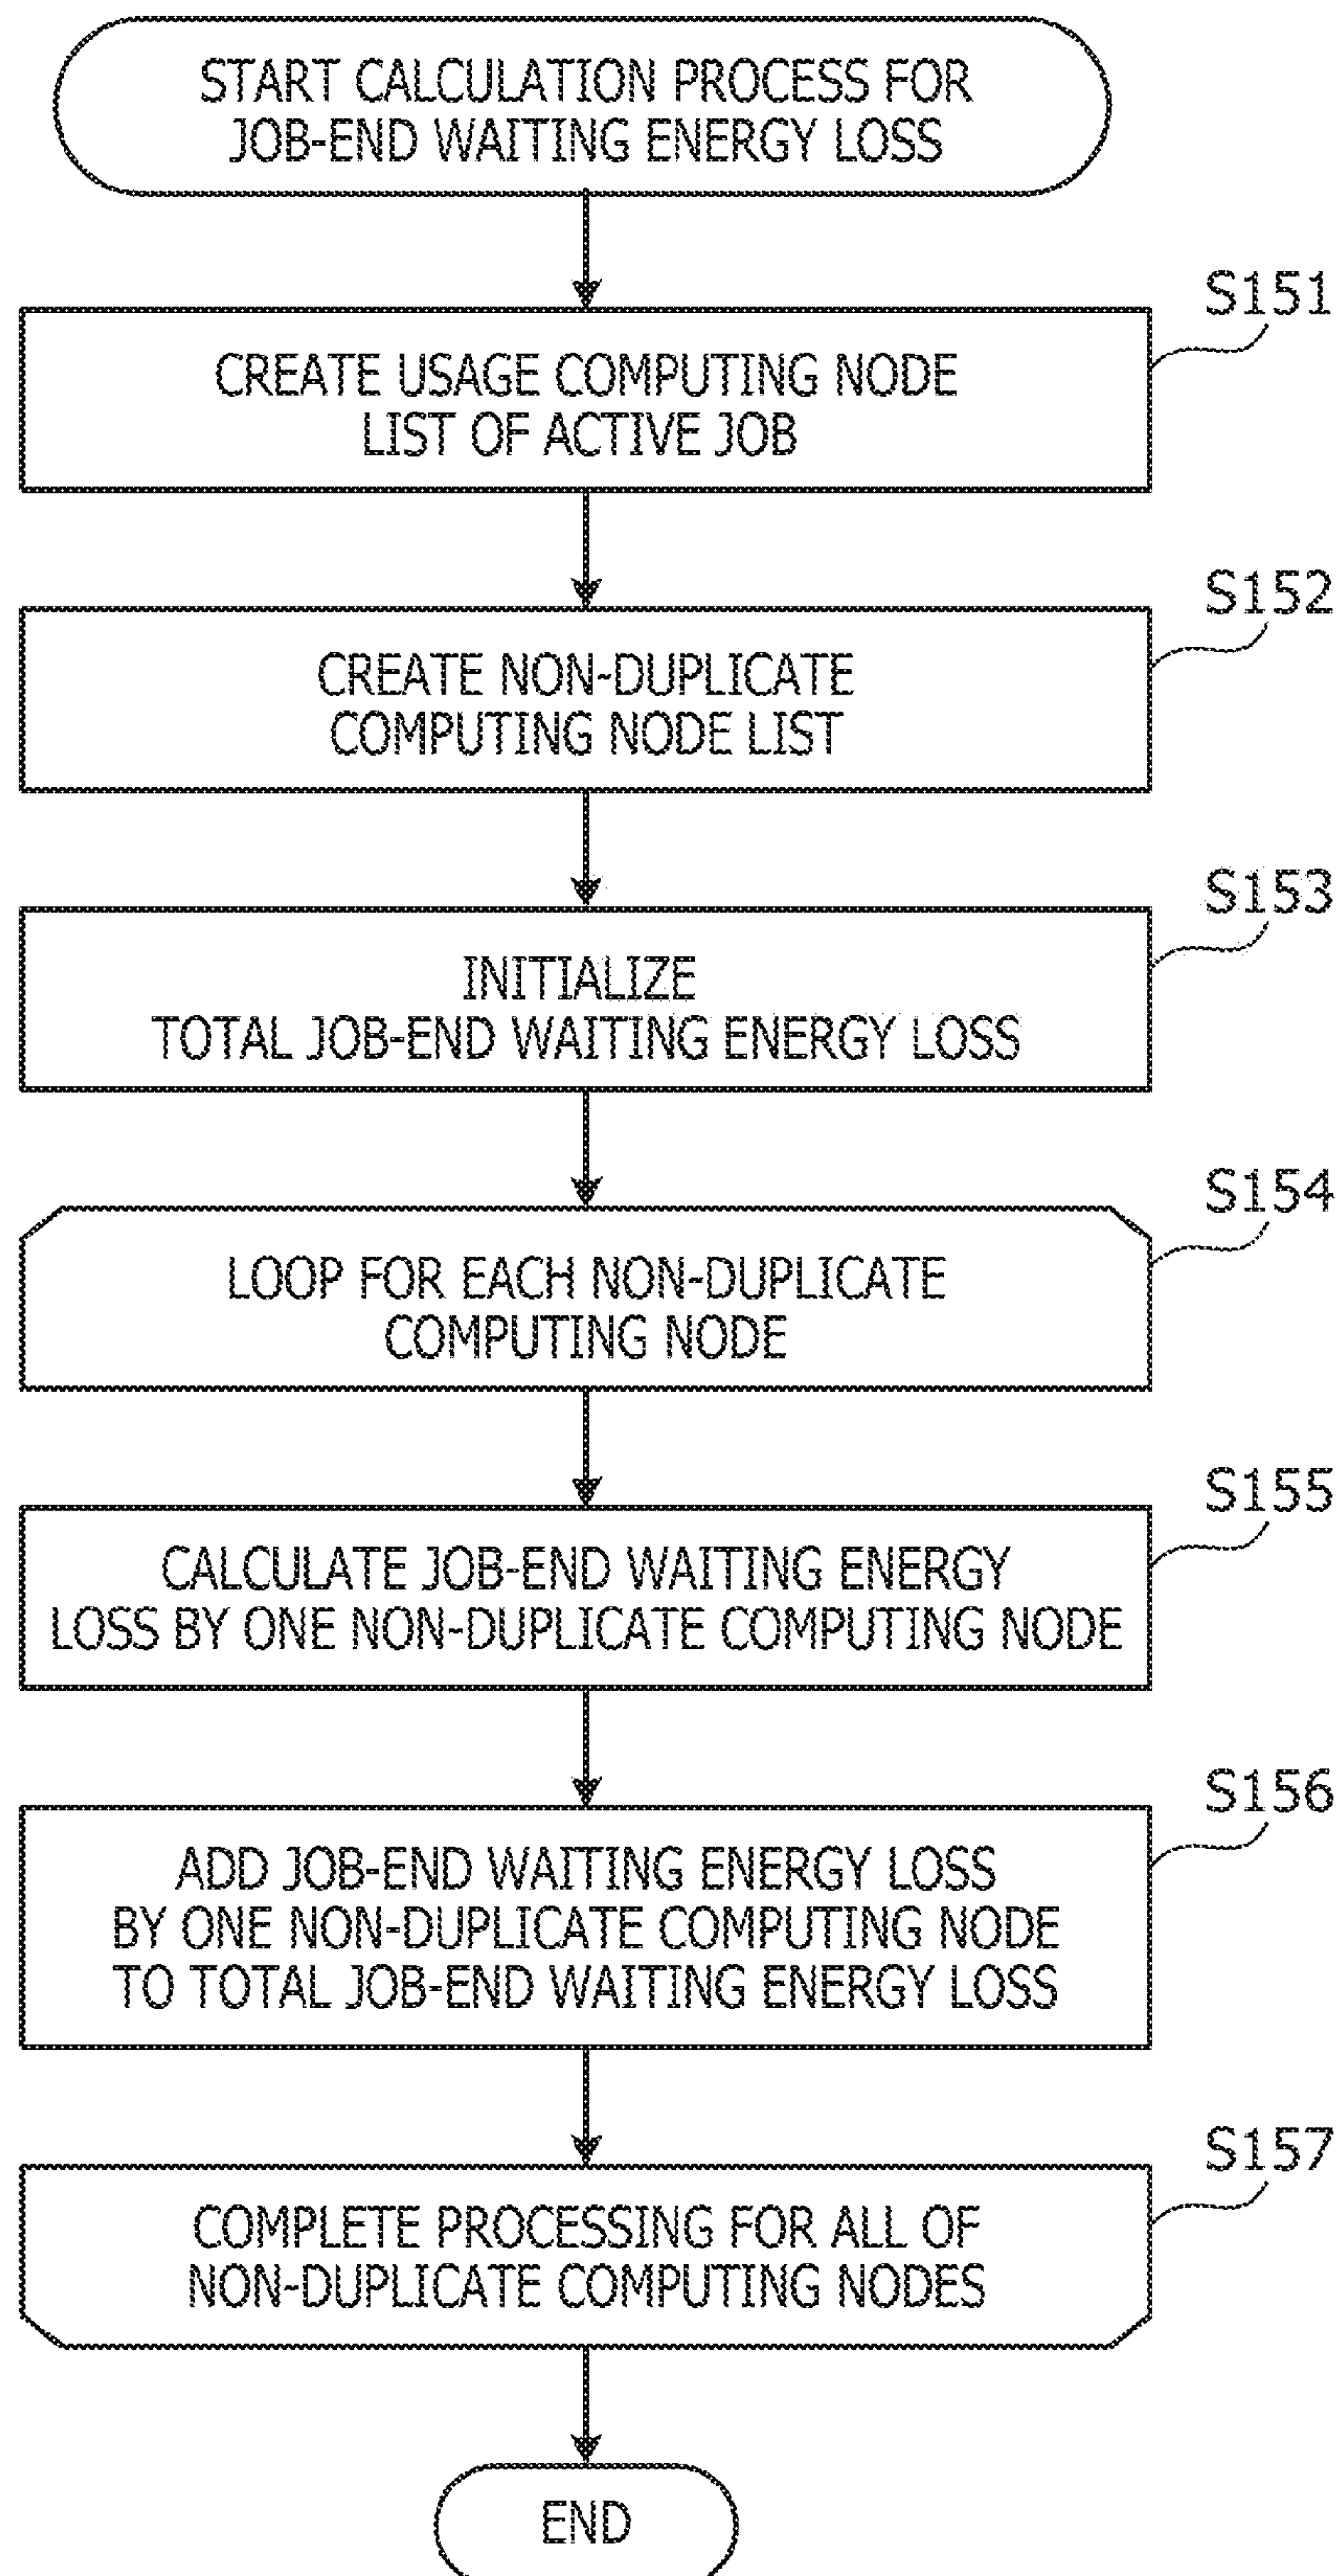 START CALCULATION PROCESS FOR
JOB-END WAITING ENERGY LOSS
S151
CREATE USAGE COMPUTING NODE
LIST OF ACTIVE JOB
S152
CREATE NON-DUPLICATE
COMPUTING NODE LIST
S153
INITIALIZE
TOTAL JOB-END WAITING ENERGY LOSS
S154
LOOP FOR EACH NON-DUPLICATE
COMPUTING NODE
S155
CALCULATE JOB-END WAITING ENERGY
LOSS BY ONE NON-DUPLICATE COMPUTING NODE
S156
ADD JOB-END WAITING ENERGY LOSS
BY ONE NON-DUPLICATE COMPUTING NODE
TO TOTAL JOB-END WAITING ENERGY LOSS
S157
COMPLETE PROCESSING FOR ALL OF
NON-DUPLICATE COMPUTING NODES
END